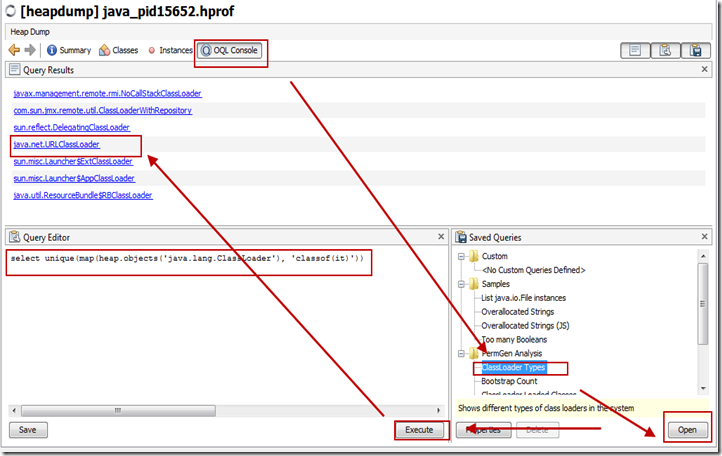 [heapdump] java_pid15652.hprof
Heap Dump
Summary Classes Instances OQL Console
Query Results
javax.management.remote.rmi.NoCallStackClassLoader
com.sun.jmx.remote.util.ClassLoaderWithRepository
sun.reflect.DelegatingClassLoader
java.net.URLClassLoader
sun.misc.Launcher$ExtClassLoader
sun.misc.Launcher$AppClassLoader
java.util.ResourceBundle$RBClassLoader
Query Editor
select unique(map(heap.objects('java.lang.ClassLoader'), 'classof(it)'))
Save
Execute
Saved Queries
Custom
<No Custom Queries Defined>
Samples
List java.io.File instances
Overallocated Strings
Overallocated Strings (JS)
Too many Booleans
PermGen Analysis
ClassLoader Types
Bootstrap Count
ClassLoader Loaded Classes
Shows different types of class loaders in the system
Properties
Delete
Open